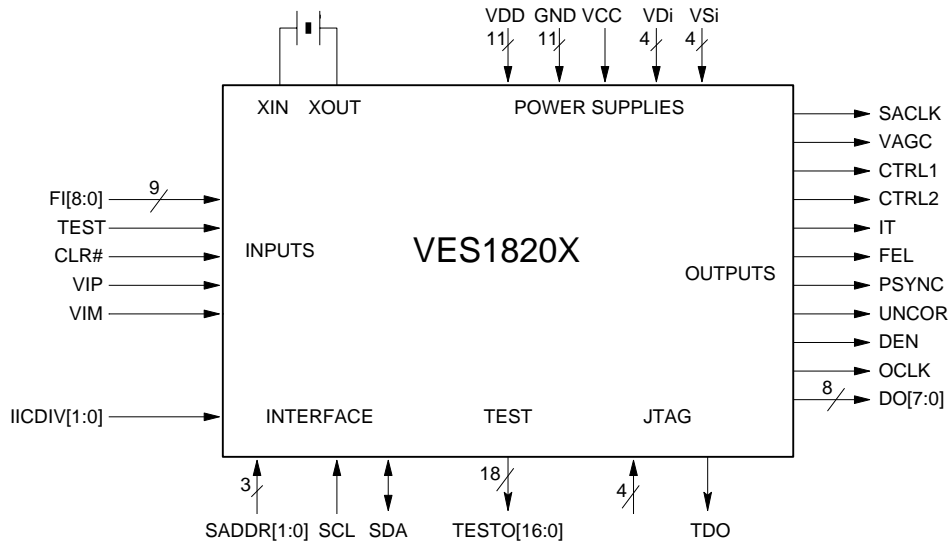 VDD GND VCC VDi VSi
11 11 4 4
XIN XOUT POWER SUPPLIES
SACLK
VAGC
CTRL1
CTRL2
IT
FEL
PSYNC
UNCOR
DEN
OCLK
8 DO[7:0]
FI[8:0] 9
TEST
CLR#
VIP
VIM
INPUTS
VES1820X
OUTPUTS
IICDIV[1:0]
INTERFACE TEST JTAG
3 18 4
SADDR[1:0] SCL SDA TESTO[16:0] TDO